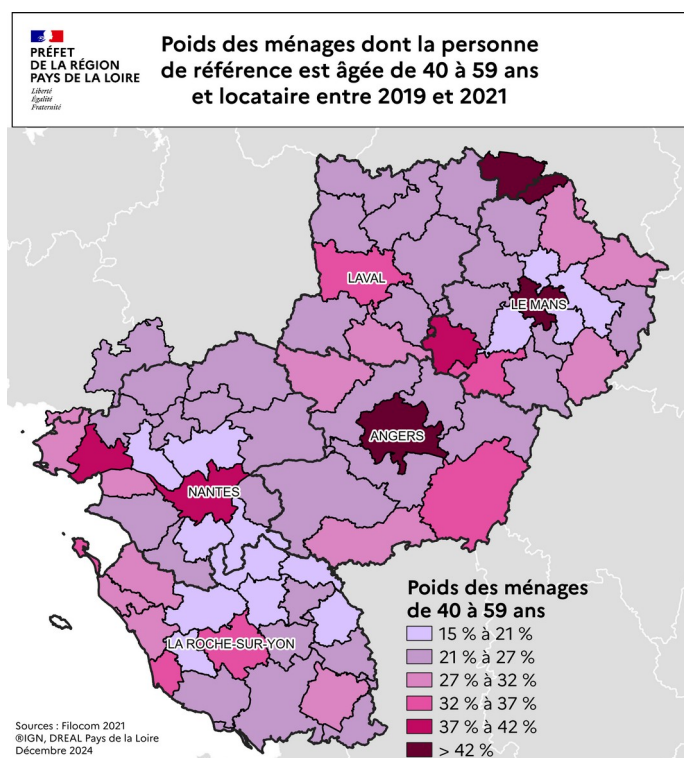 PRÉFET
DE LA RÉGION
PAYS DE LA LOIRE
Liberté
Égalité
Fraternité
Poids des ménages dont la personne
de référence est âgée de 40 à 59 ans
et locataire entre 2019 et 2021
LAVAL
LE MANS
ANGERS
NANTES
LA ROCHE-SUR-YON
Poids des ménages
de 40 à 59 ans
15 % à 21 %
21 % à 27 %
27 % à 32 %
32 % à 37 %
37 % à 42 %
> 42 %
Sources : Filocom 2021
®IGN, DREAL Pays de la Loire
Décembre 2024